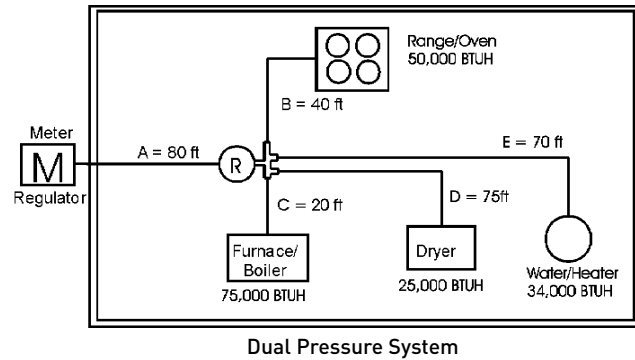 Range/Oven
50,000 BTUH
B = 40 ft
Meter
M
Regulator
A = 80 ft
R
E = 70 ft
C = 20 ft
D = 75ft
Furnace/
Boiler
75,000 BTUH
Dryer
25,000 BTUH
Water/Heater
34,000 BTUH
Dual Pressure System